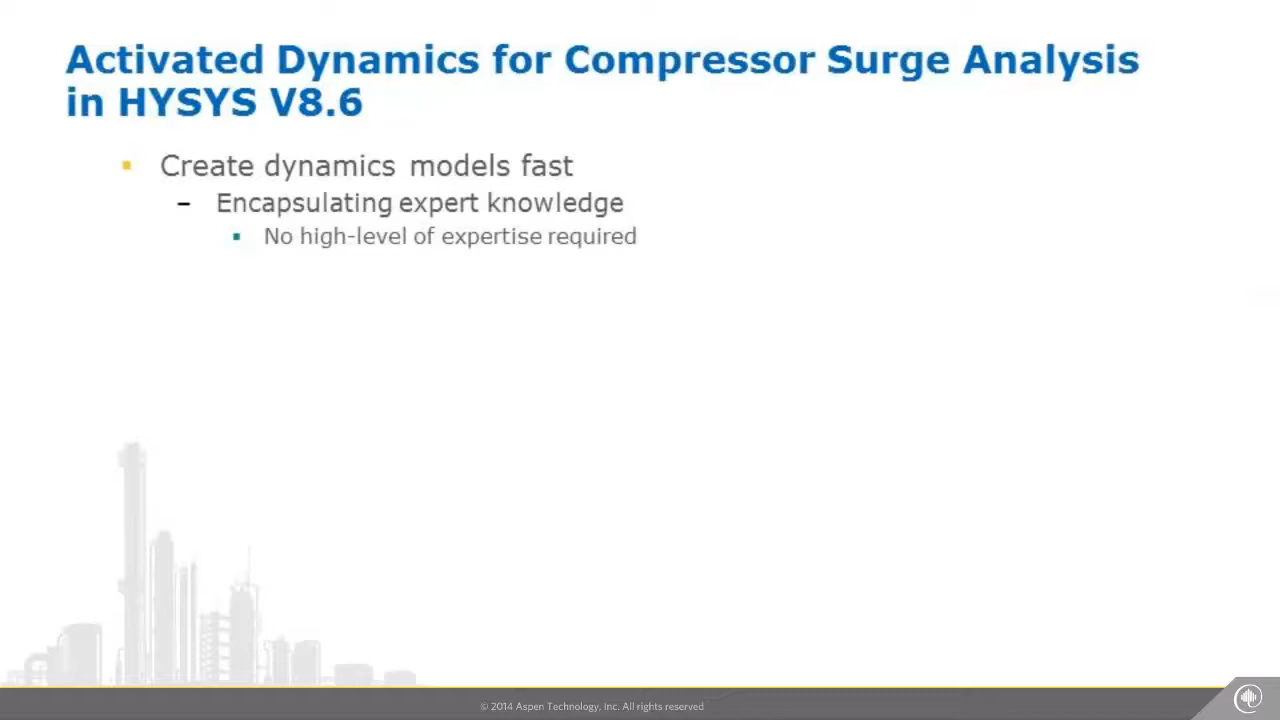 Activated Dynamics for Compressor Surge Analysis
in HYSYS V8.6
▪ Create dynamics models fast
– Encapsulating expert knowledge
▪ No high-level of expertise required
© 2014 Aspen Technology, Inc. All rights reserved